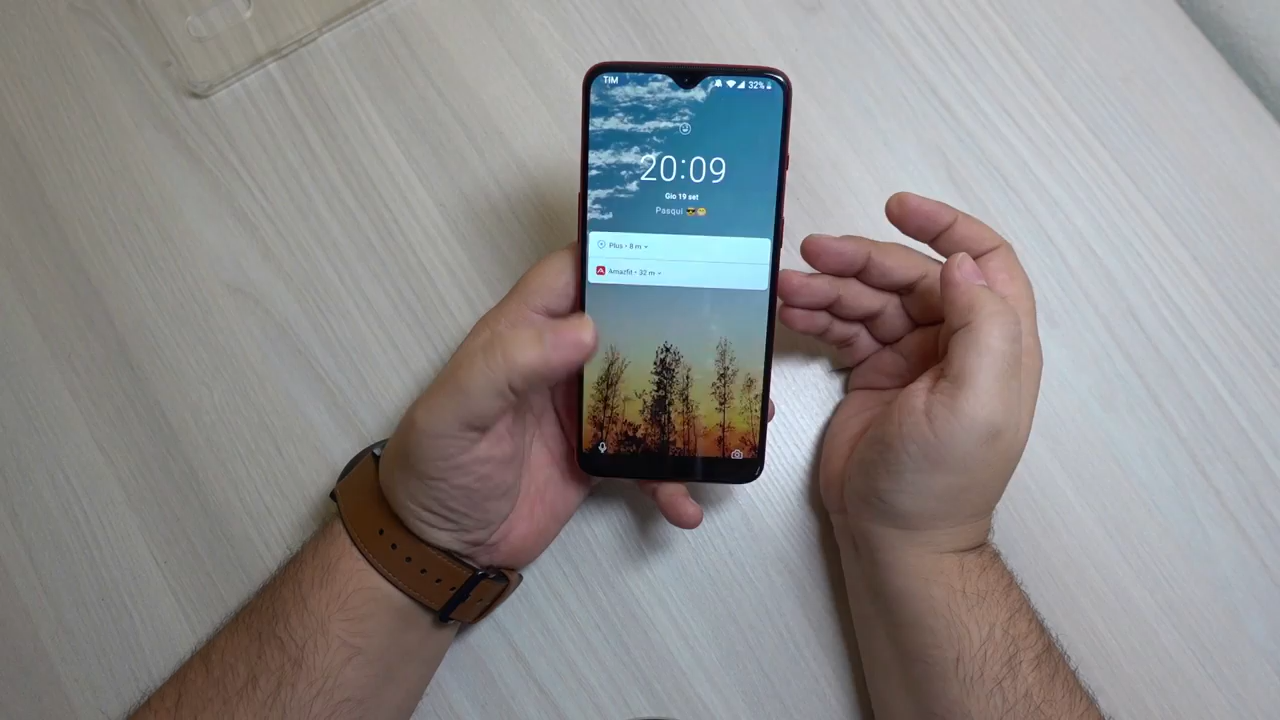 TIM 32%
20:09
Gio 19 set
Pasqui 😎🤓
Plus • 8 m
Amazfit • 32 m